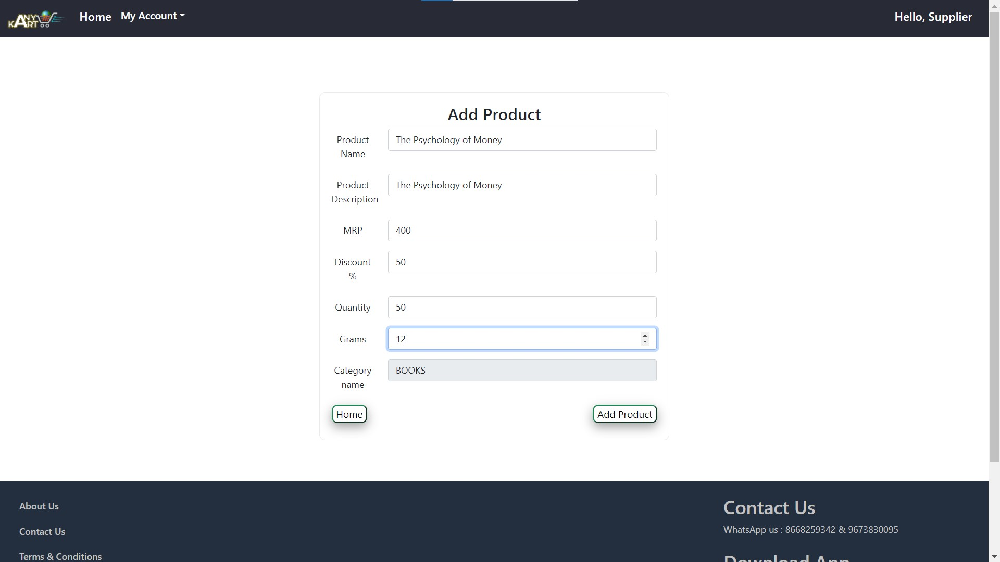 ANY
KART
Home
My Account
Hello, Supplier
Add Product
Product
Name
The Psychology of Money
Product
Description
The Psychology of Money
MRP
400
Discount
%
50
Quantity
50
Grams
12
Category
name
BOOKS
Home
Add Product
About Us
Contact Us
Terms & Conditions
Contact Us
WhatsApp us : 8668259342 & 9673830095
Download App